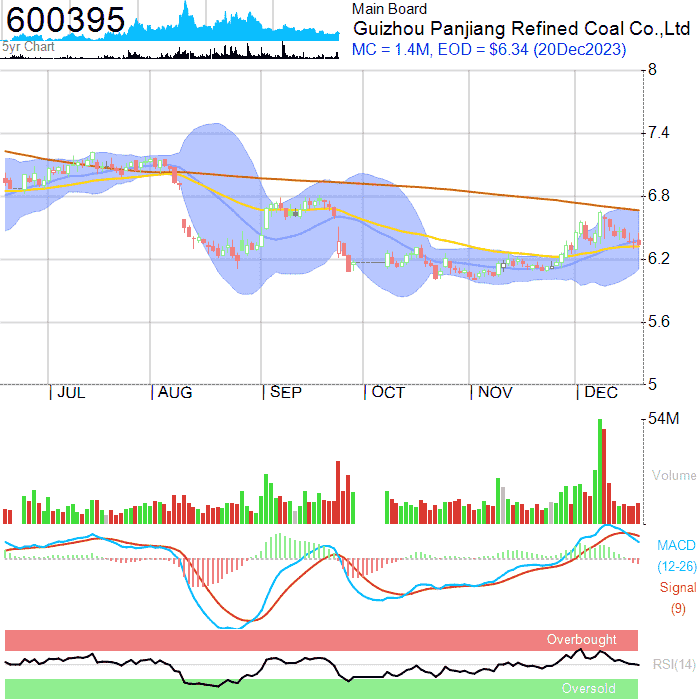 600395
Main Board
Guizhou Panjiang Refined Coal Co.,Ltd
5yr Chart
MC = 1.4M, EOD = $6.34 (20Dec2023)
8
7.4
6.8
6.2
5.6
5
JUL AUG SEP OCT NOV DEC
54M
Volume
MACD
(12-26)
Signal
(9)
Overbought
RSI(14)
Oversold